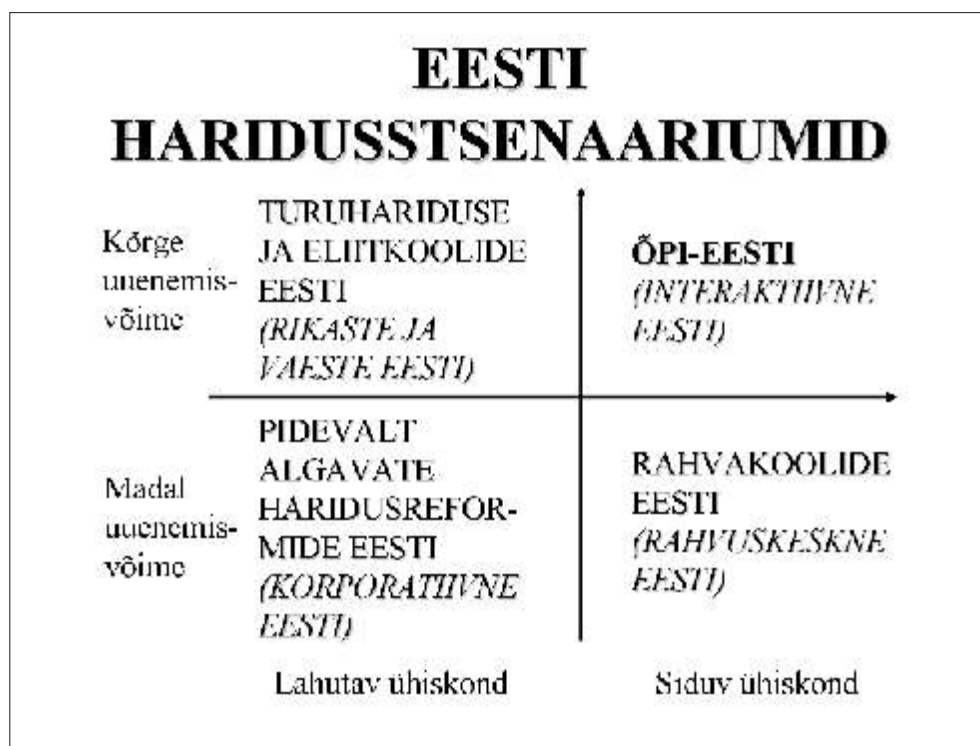 EESTI
HARIDUSSTSENAARIUMID
Kõrge
uuenemis-
võime
TURUHARIDUSE
JA ELIITKOOLIDE
EESTI
(RIKASTE JA
VAESTE EESTI)
ÕPI-EESTI
(INTERAKTIIVNE
EESTI)
Madal
uuenemis-
võime
PIDEVALT
ALGAVATE
HARIDUSREFOR-
MIDE EESTI
(KORPORATIIVNE
EESTI)
RAHVAKOOLIDE
EESTI
(RAHVUSKESKNE
EESTI)
Lahutav ühiskond
Siduv ühiskond